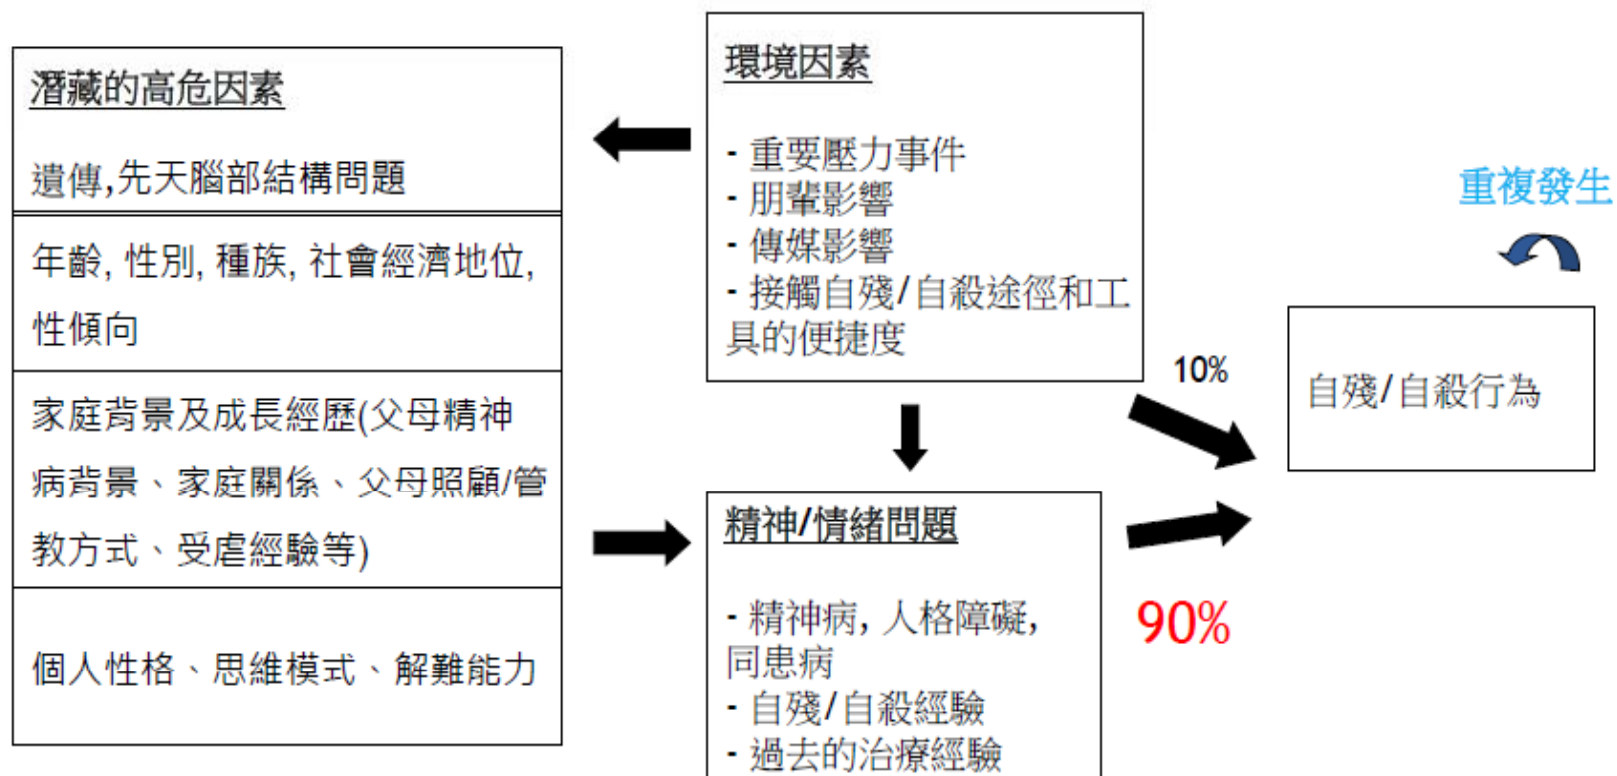 潛藏的高危因素
遺傳,先天腦部結構問題
年齡, 性別, 種族, 社會經濟地位,
性傾向
家庭背景及成長經歷(父母精神
病背景、家庭關係、父母照顧/管
教方式、受虐經驗等)
個人性格、思維模式、解難能力
環境因素
- 重要壓力事件
- 朋輩影響
- 傳媒影響
- 接觸自殘/自殺途徑和工
具的便捷度
精神/情緒問題
- 精神病, 人格障礙,
同患病
- 自殘/自殺經驗
- 過去的治療經驗
10%
90%
重複發生
自殘/自殺行為